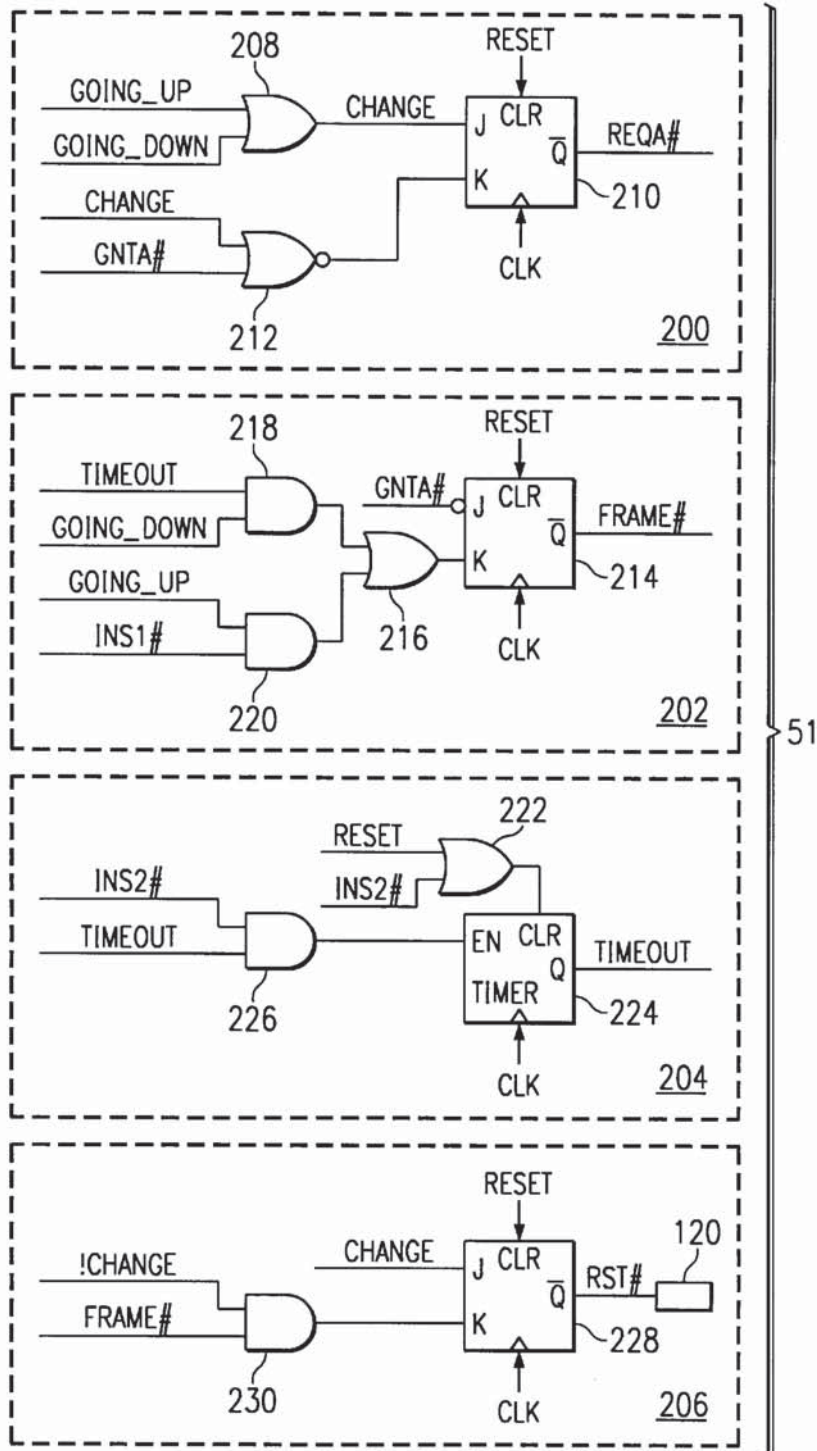 208
RESET
GOING_UP
CHANGE
J CLR
Q
REQA#
GOING_DOWN
K
210
CHANGE
GNTA#
CLK
212
200
218
RESET
TIMEOUT
GNTA#
J CLR
Q
FRAME#
GOING_DOWN
K
214
GOING_UP
216
INS1#
CLK
220
202
51
222
RESET
INS2#
INS2#
EN CLR
Q
TIMEOUT
TIMEOUT
TIMER
224
226
CLK
204
RESET
120
CHANGE
!CHANGE
J CLR
Q
RST#
FRAME#
K
228
230
CLK
206